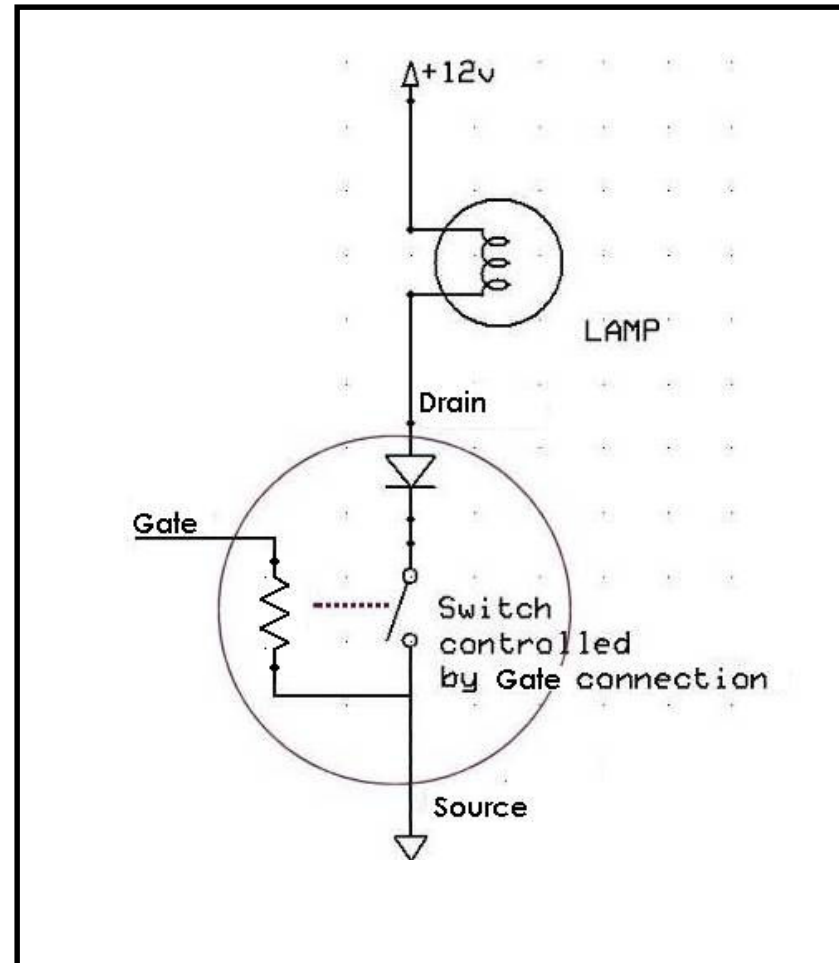 +12v
LAMP
Drain
Gate
Switch
controlled
by Gate connection
Source